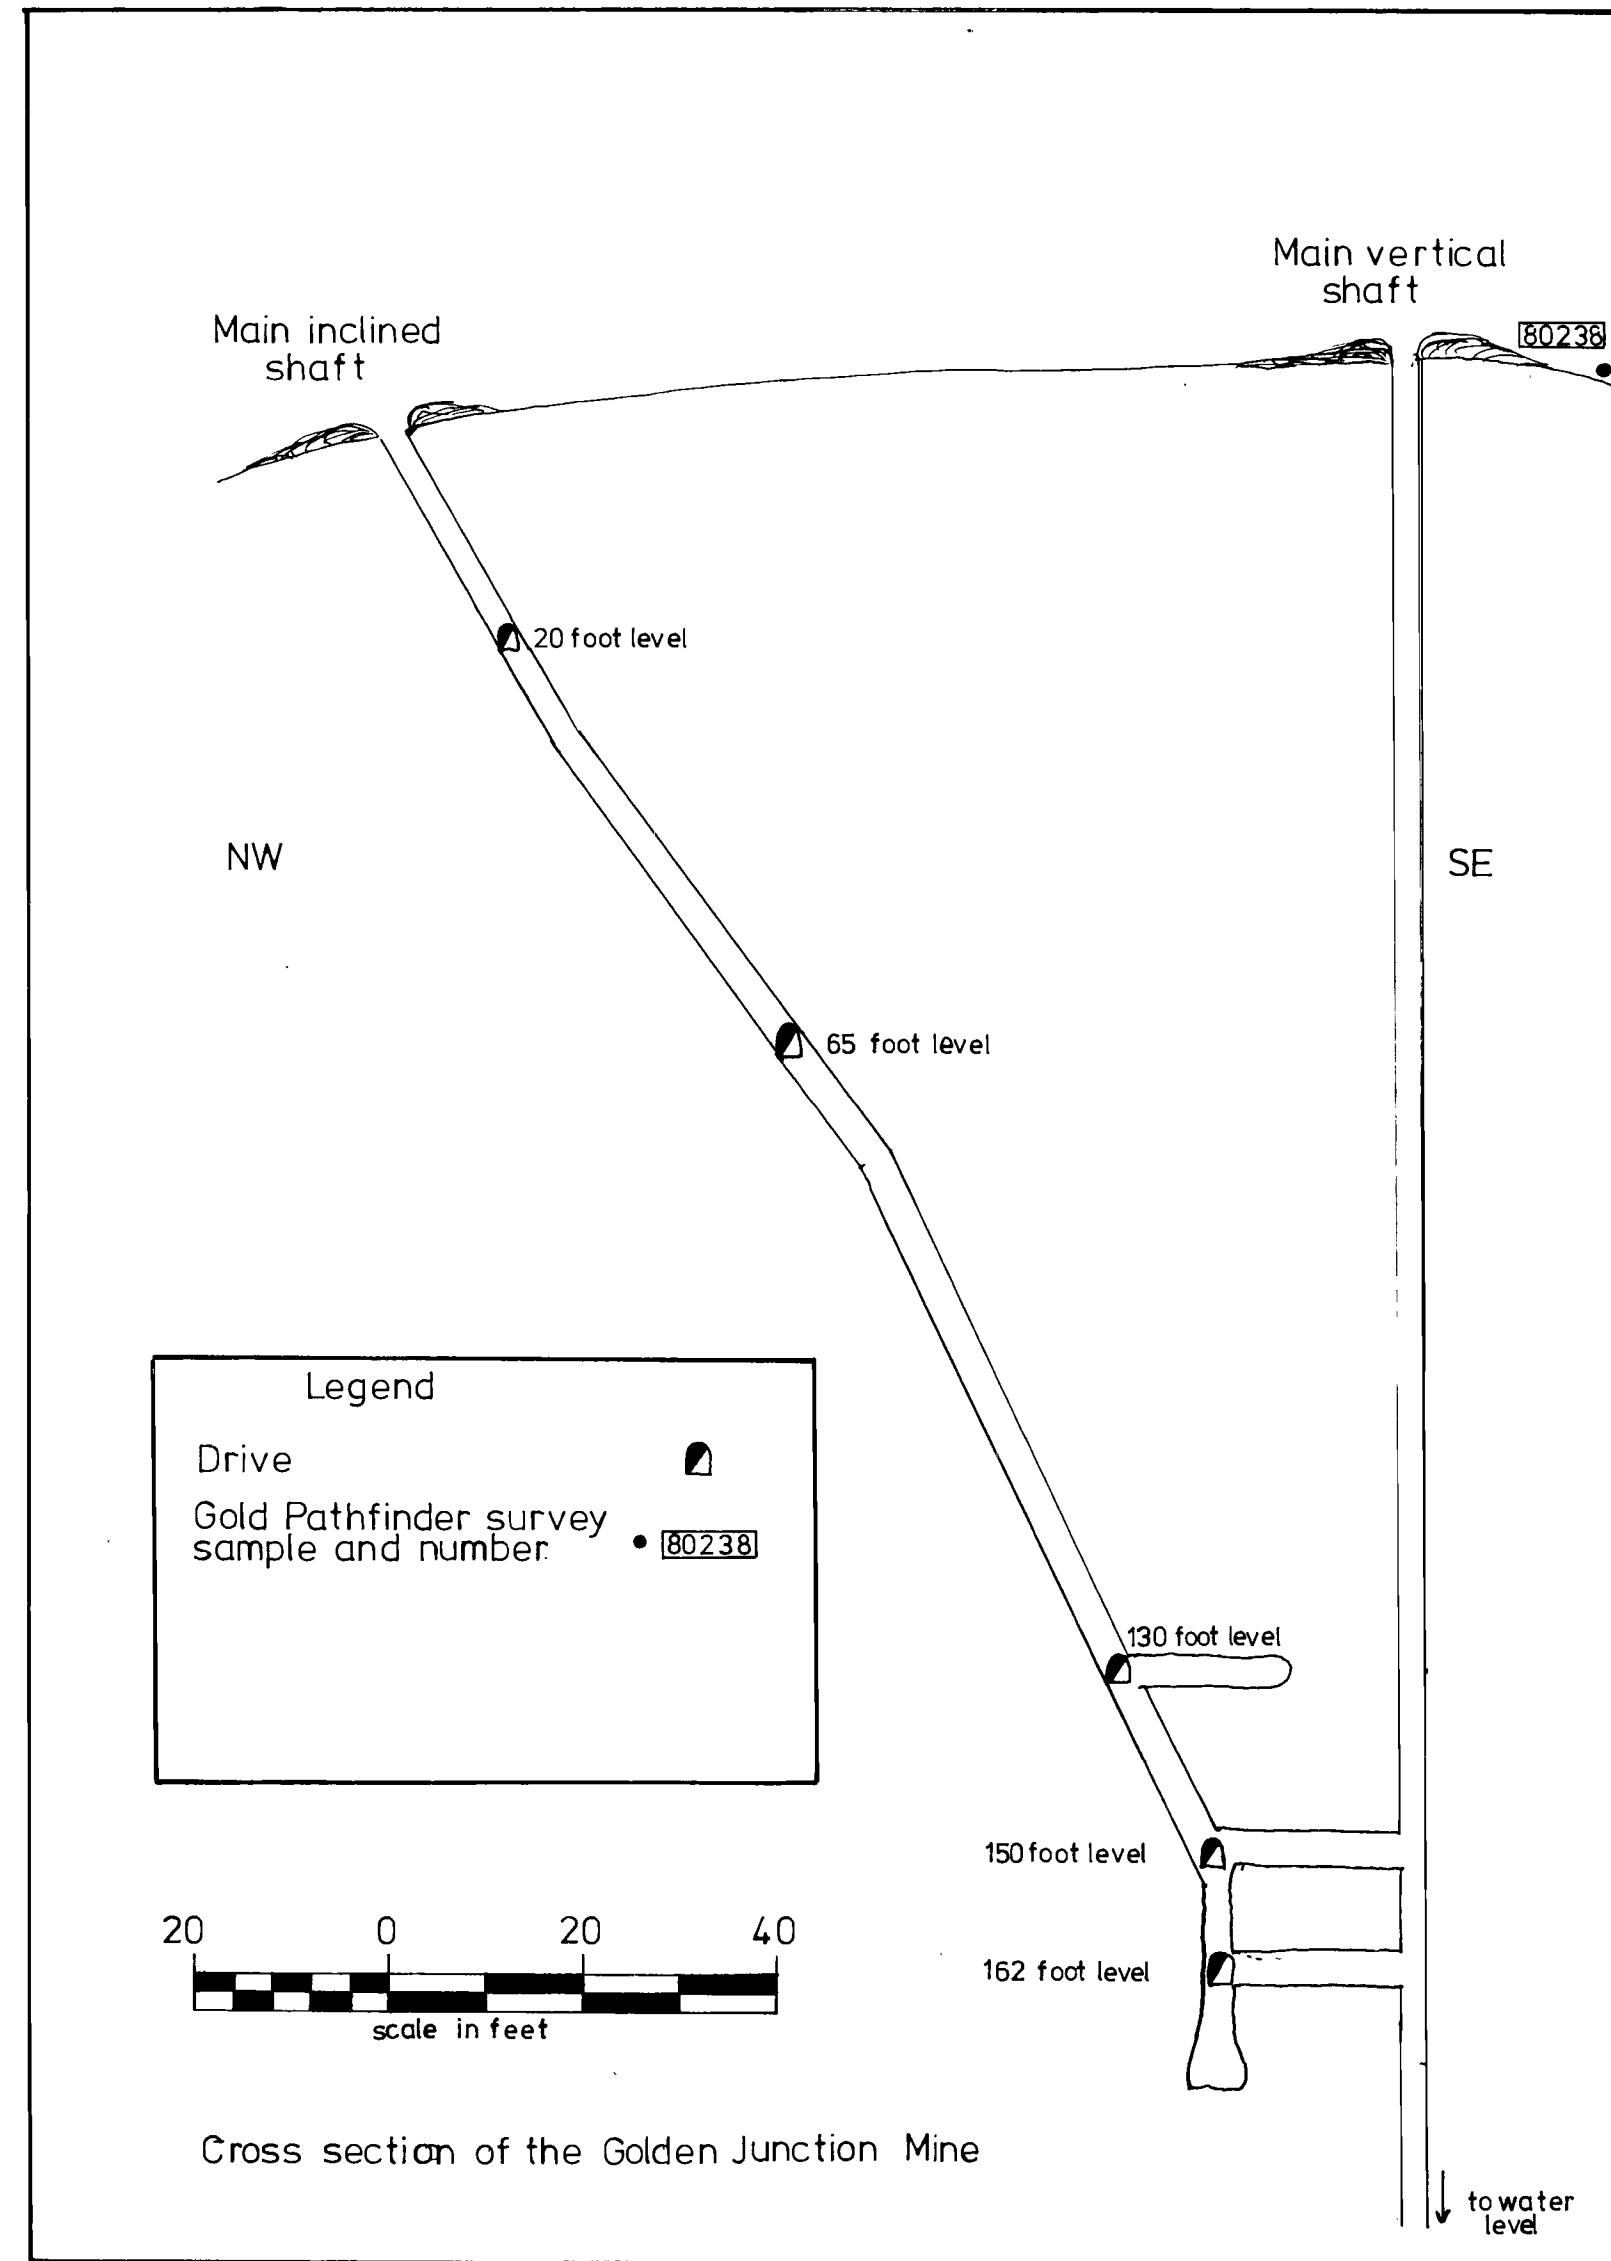 Main vertical
shaft
80238
Main inclined
shaft
20 foot level
NW
SE
65 foot level
Legend
Drive
Gold Pathfinder survey
sample and number.
80238
130 foot level
150 foot level
162 foot level
20 0 20 40
scale in feet
Cross section of the Golden Junction Mine
to water
level